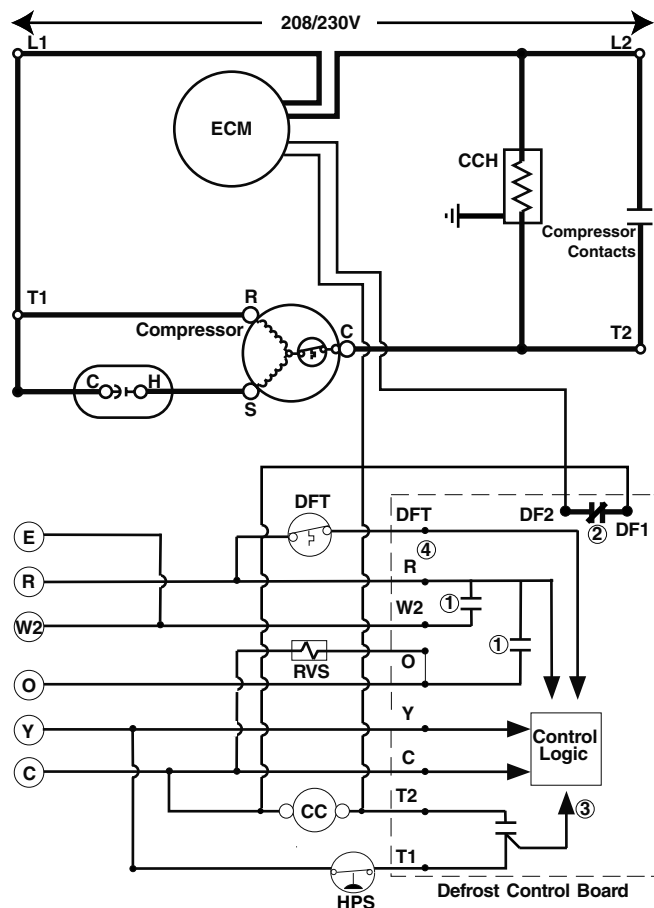 208/230V
L1
L2
ECM
CCH
Compressor
Contacts
T1
R
Compressor
C
T2
C
H
S
DFT
DFT
DF2
DF1
②
E
④
R
R
①
W2
W2
①
RVS
O
O
Y
Y
Control
Logic
C
C
T2
CC
③
T1
HPS
Defrost Control Board